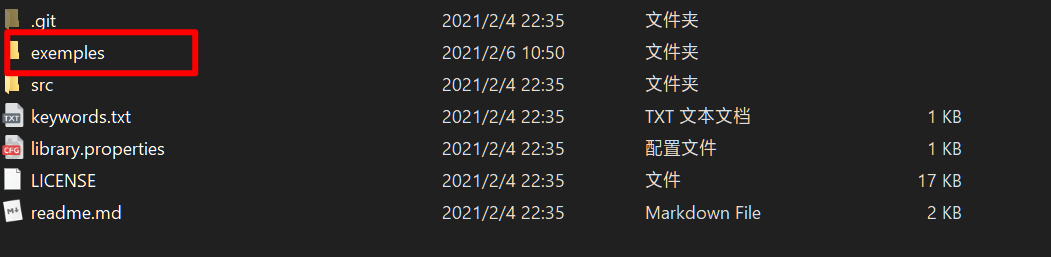 .git 2021/2/4 22:35 文件夹
exemples 2021/2/6 10:50 文件夹
src 2021/2/4 22:35 文件夹
TXT keywords.txt 2021/2/4 22:35 TXT 文本文档 1 KB
CFG library.properties 2021/2/4 22:35 配置文件 1 KB
LICENSE 2021/2/4 22:35 文件 17 KB
M↓ readme.md 2021/2/4 22:35 Markdown File 2 KB